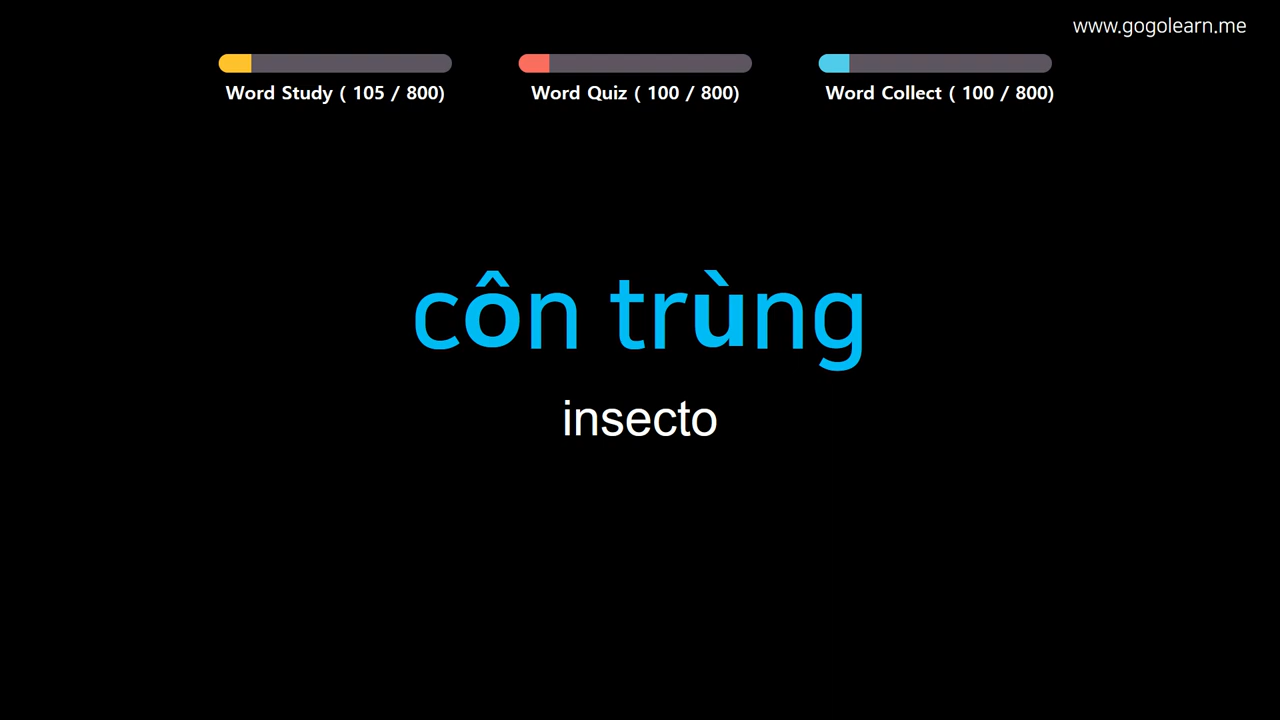 www.gogolearn.me
Word Study ( 105 / 800)
Word Quiz ( 100 / 800)
Word Collect ( 100 / 800)
côn trùng
insecto